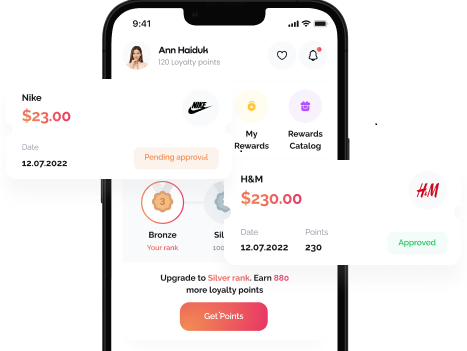 9:41
Ann Haiduk
120 Loyalty points
Nike
$23.00
NIKE
Date
12.07.2022
Pending approval
My
Rewards
Rewards
Catalog
H&M
$230.00
H&M
Date
Points
12.07.2022
230
Approved
3
Bronze
Your rank
Sil
100
Upgrade to Silver rank. Earn 880
more loyalty points
Get Points